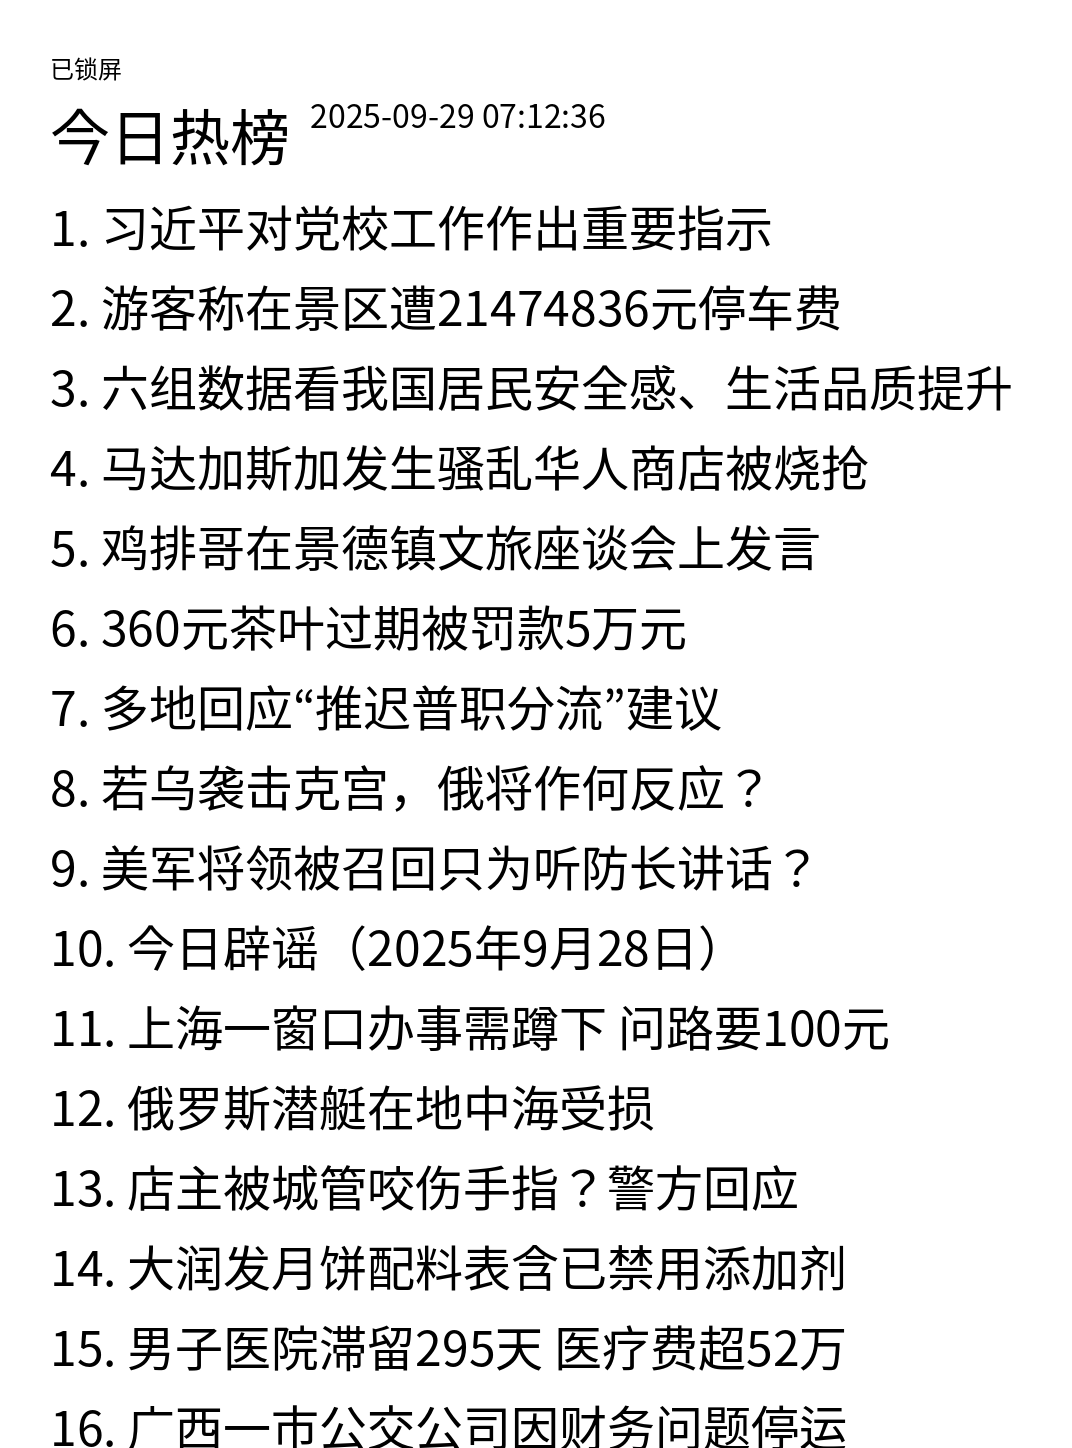 已锁屏
今日热榜 2025-09-29 07:12:36
1. 习近平对党校工作作出重要指示
2. 游客称在景区遭21474836元停车费
3. 六组数据看我国居民安全感、生活品质提升
4. 马达加斯加发生骚乱华人商店被烧抢
5. 鸡排哥在景德镇文旅座谈会上发言
6. 360元茶叶过期被罚款5万元
7. 多地回应“推迟普职分流”建议
8. 若乌袭击克宫，俄将作何反应？
9. 美军将领被召回只为听防长讲话？
10. 今日辟谣（2025年9月28日）
11. 上海一窗口办事需蹲下 问路要100元
12. 俄罗斯潜艇在地中海受损
13. 店主被城管咬伤手指？警方回应
14. 大润发月饼配料表含已禁用添加剂
15. 男子医院滞留295天 医疗费超52万
16. 广西一市公交公司因财务问题停运